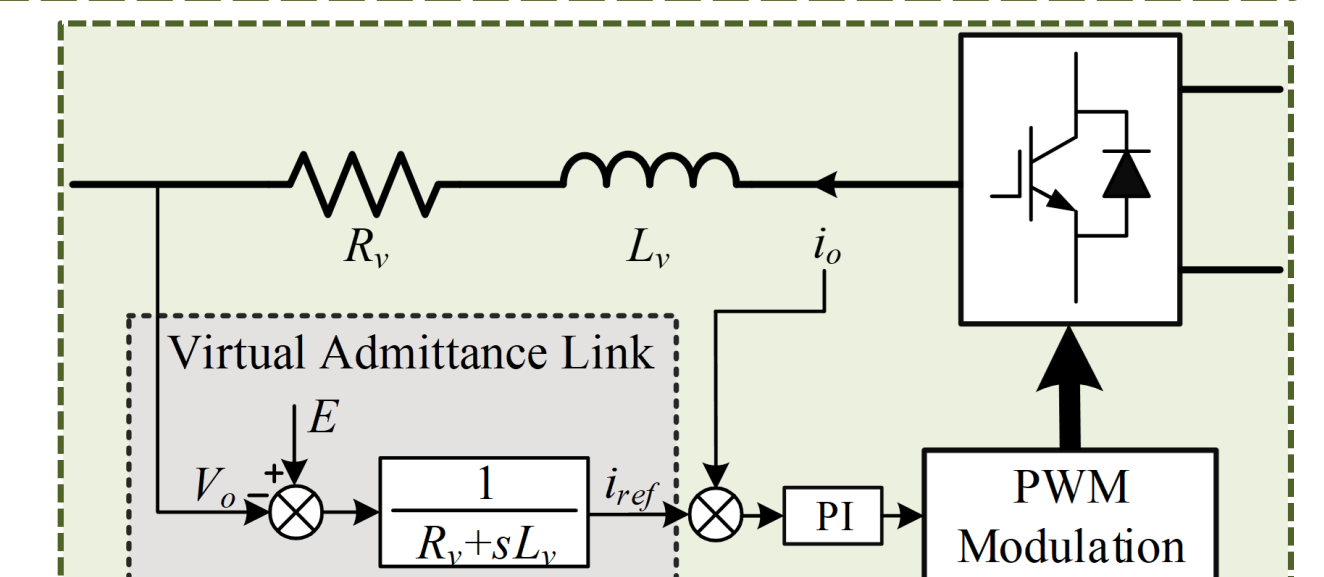 R_v
L_v
i_o
Virtual Admittance Link
E
+
V_o
−
1
R_v+sL_v
i_ref
PI
PWM
Modulation